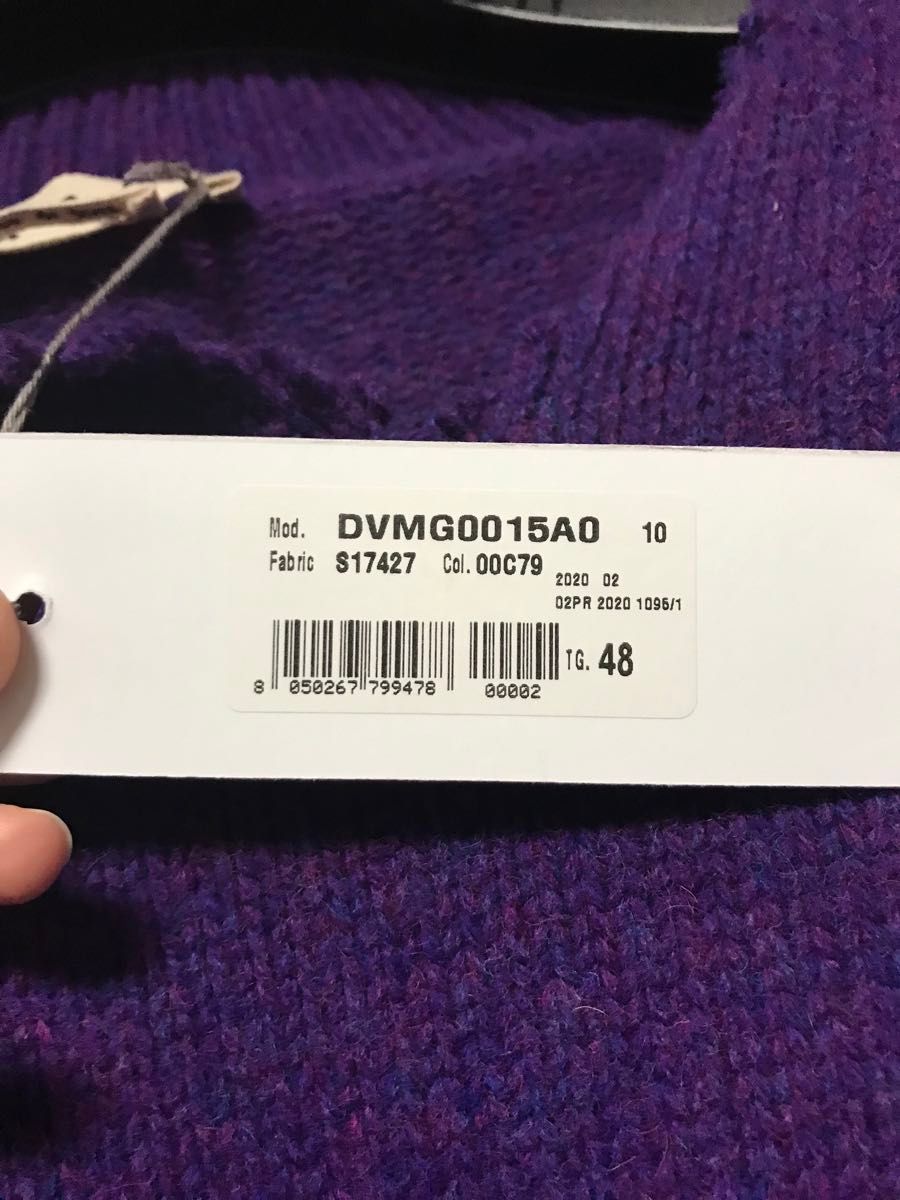 Mod. DVMG0015A0 10
Fabric S17427 Col. 00C79
2020 02
02PR 2020 1095/1
TG. 48
8 050267 799478 00002